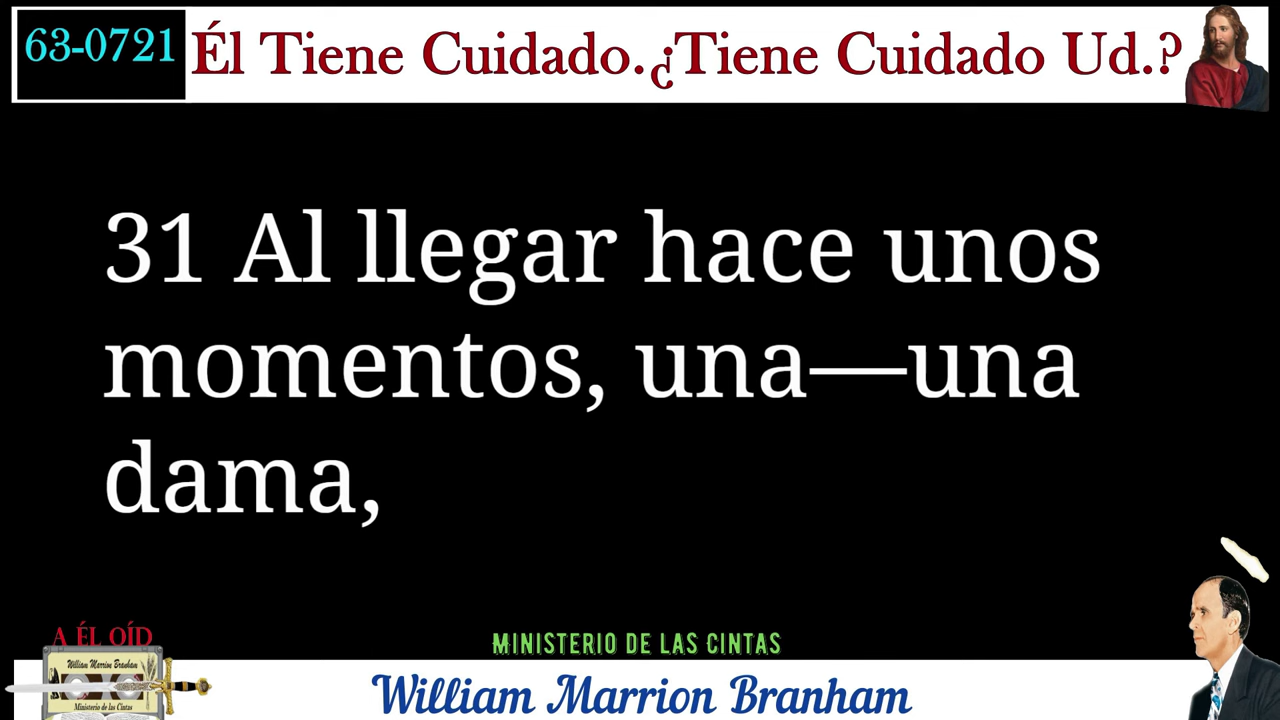 63-0721 Él Tiene Cuidado.¿Tiene Cuidado Ud.?
31 Al llegar hace unos
momentos, una—una
dama,
A ÉL OÍD
William Marrion Branham
Ministerio de las Cintas
MINISTERIO DE LAS CINTAS
William Marrion Branham